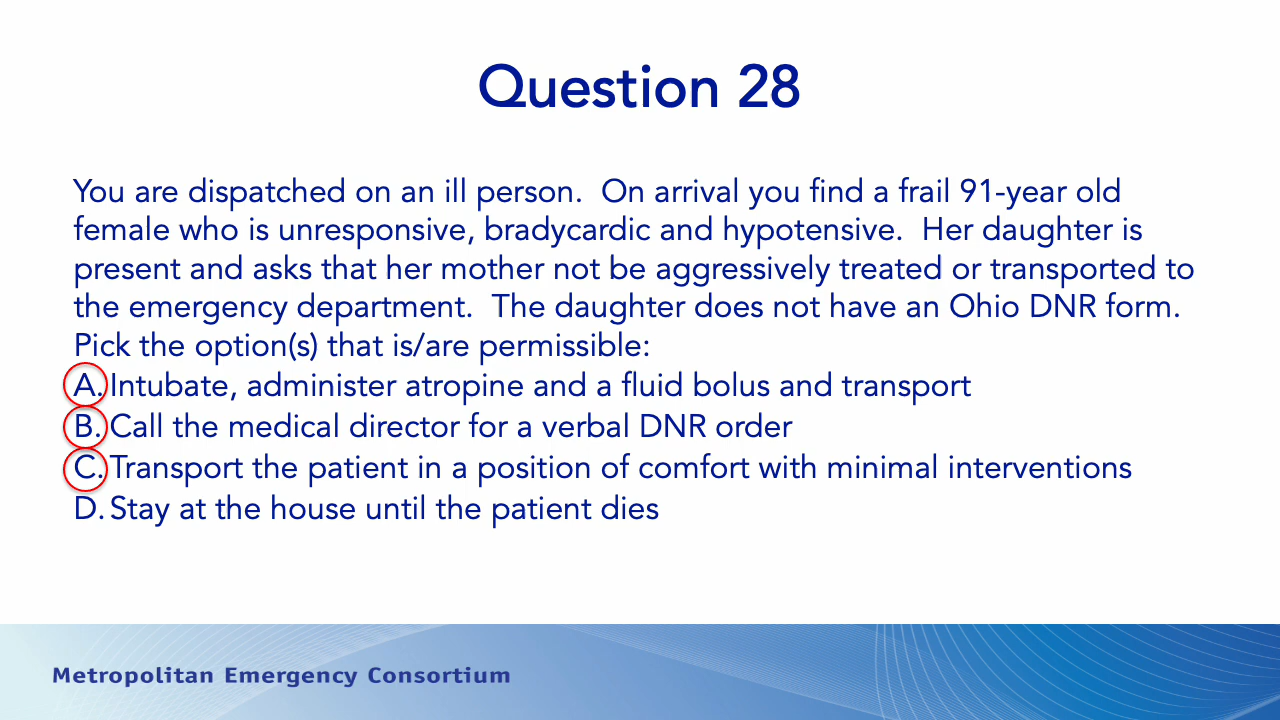 Question 28
You are dispatched on an ill person.  On arrival you find a frail 91-year old
female who is unresponsive, bradycardic and hypotensive.  Her daughter is
present and asks that her mother not be aggressively treated or transported to
the emergency department.  The daughter does not have an Ohio DNR form.
Pick the option(s) that is/are permissible:
A. Intubate, administer atropine and a fluid bolus and transport
B. Call the medical director for a verbal DNR order
C. Transport the patient in a position of comfort with minimal interventions
D. Stay at the house until the patient dies
Metropolitan Emergency Consortium